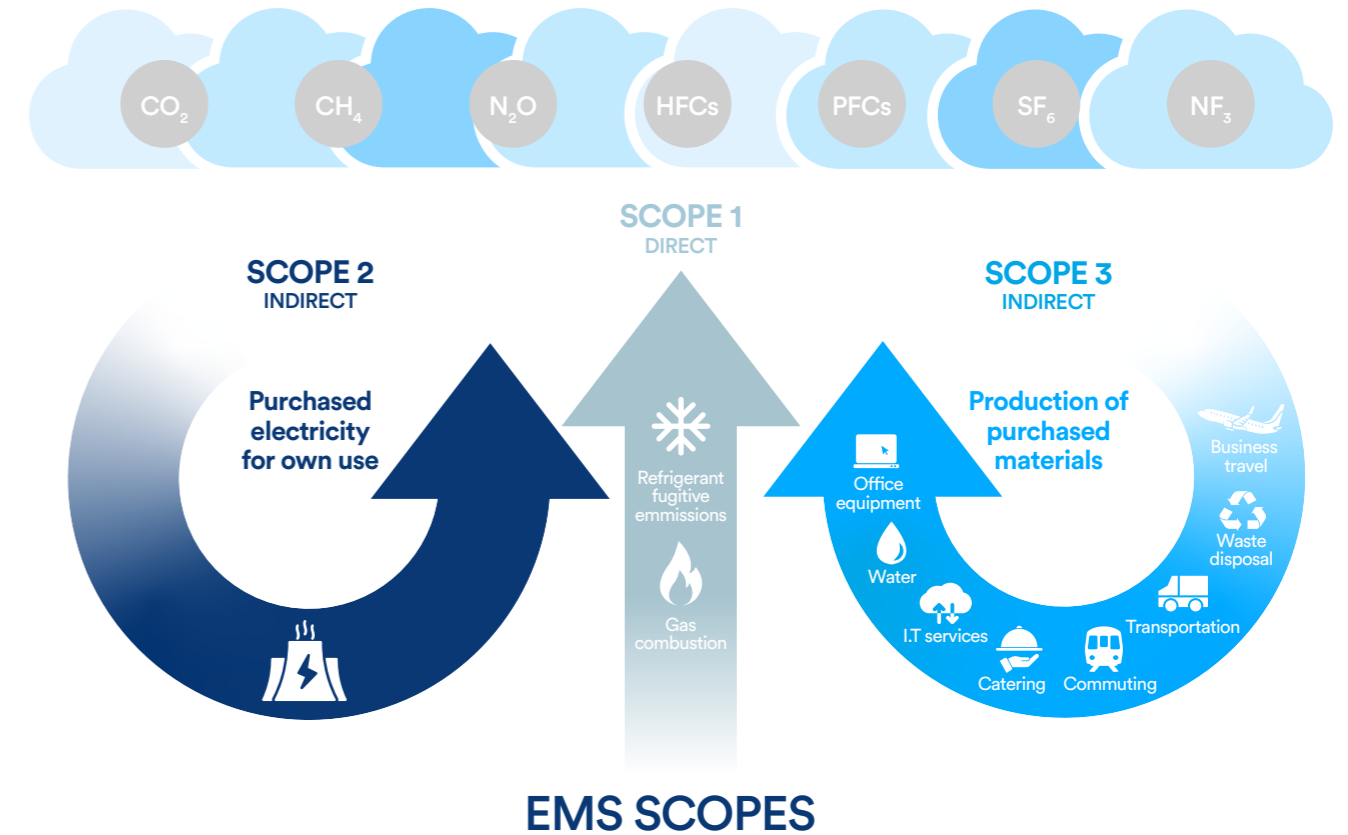 CO₂ CH₄ N₂O HFCs PFCs SF₆ NF₃
SCOPE 1
DIRECT
SCOPE 2
INDIRECT
Purchased
electricity
for own use
Refrigerant
fugitive
emmissions
Gas
combustion
SCOPE 3
INDIRECT
Production of
purchased
materials
Office
equipment
Water
I.T services
Catering
Commuting
Transportation
Waste
disposal
Business
travel
EMS SCOPES